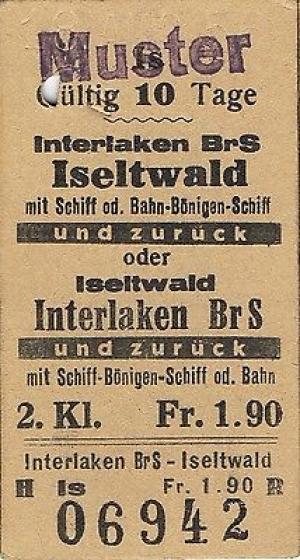 Muster
Is
Gültig 10 Tage
Interlaken BrS
Iseltwald
mit Schiff od. Bahn-Bönigen-Schiff
und zurück
oder
Iseltwald
Interlaken BrS
und zurück
mit Schiff-Bönigen-Schiff od. Bahn
2. Kl. Fr. 1.90
Interlaken BrS - Iseltwald
H Is Fr. 1.90 R
06942